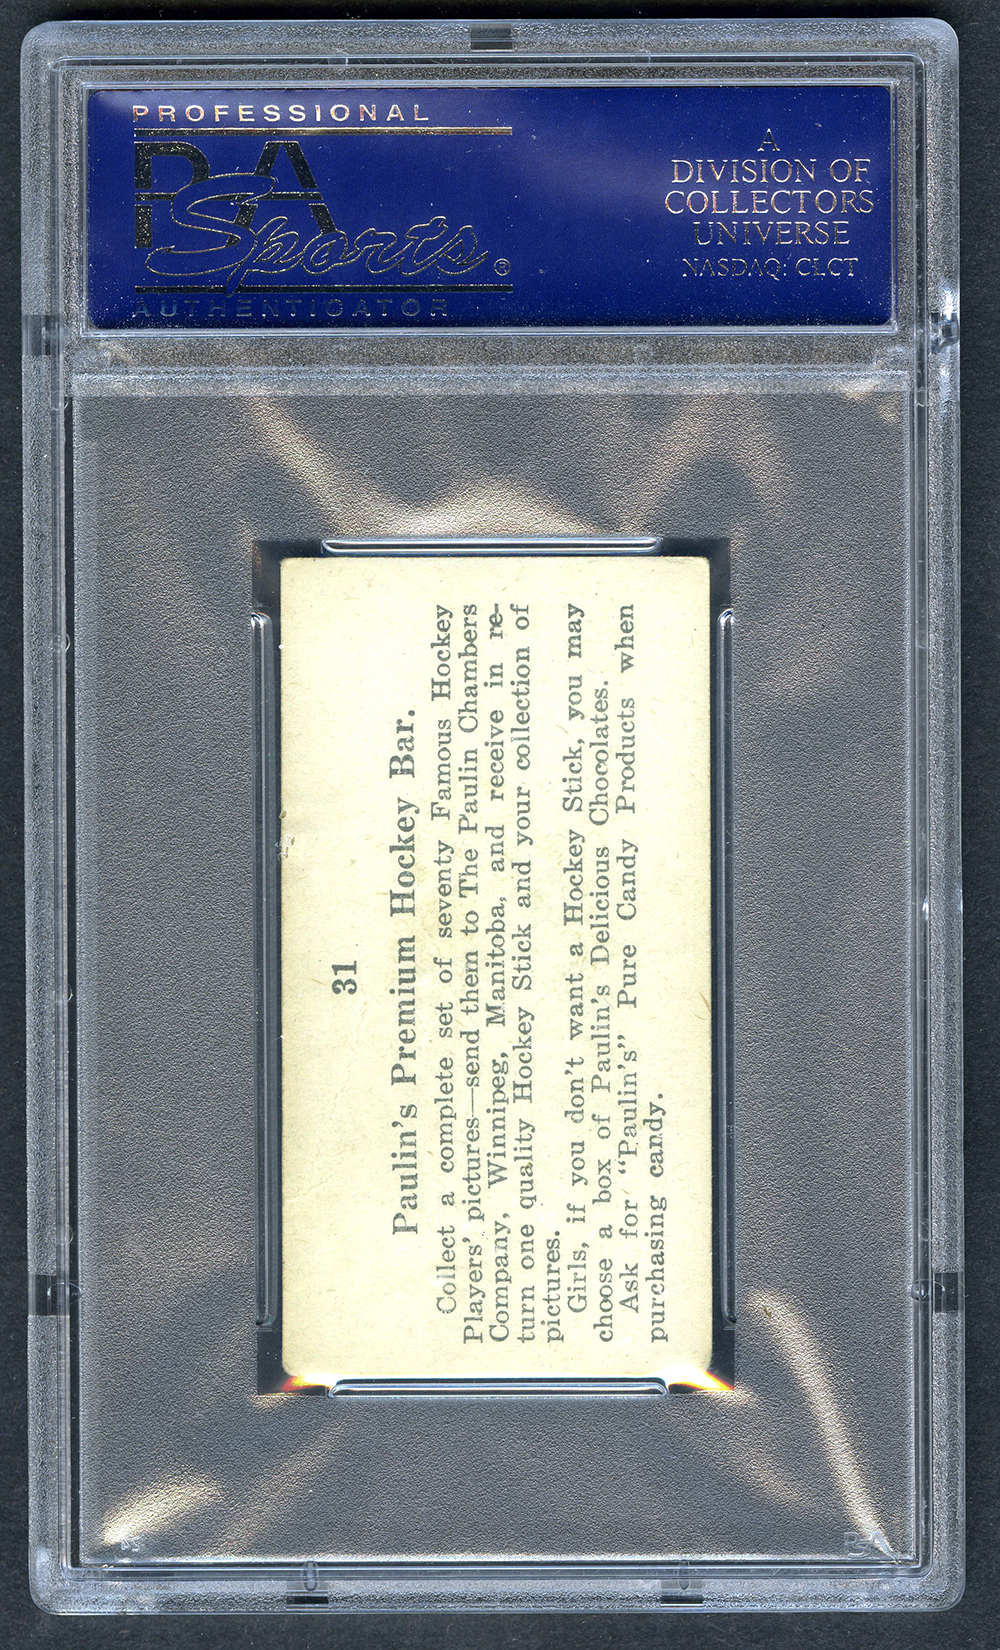 PROFESSIONAL
PSA
Sports®
AUTHENTICATOR
A
DIVISION OF
COLLECTORS
UNIVERSE
NASDAQ: CLCT
31
Paulin's Premium Hockey Bar.
Collect a complete set of seventy Famous Hockey
Players' pictures—send them to The Paulin Chambers
Company, Winnipeg, Manitoba, and receive in re-
turn one quality Hockey Stick and your collection of
pictures.
Girls, if you don't want a Hockey Stick, you may
choose a box of Paulin's Delicious Chocolates.
Ask for "Paulin's" Pure Candy Products when
purchasing candy.
PSA